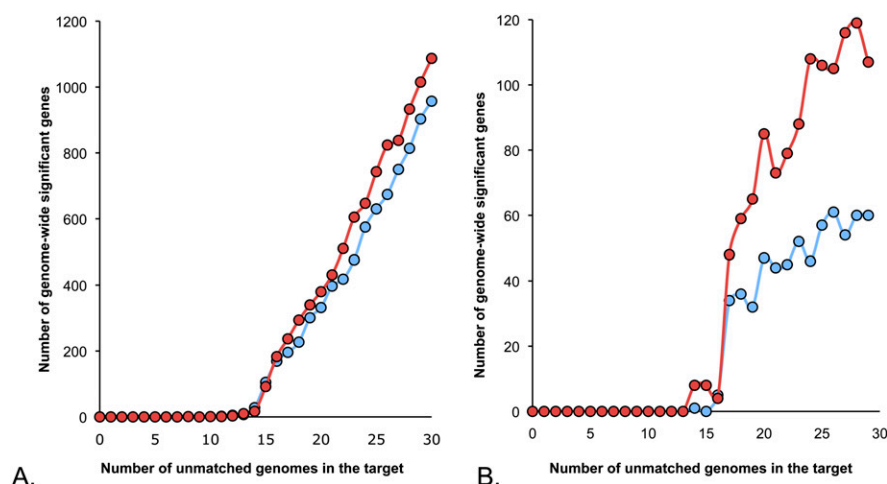 1200
1000
800
600
400
200
0
0 5 10 15 20 25 30
Number of genome-wide significant genes
Number of unmatched genomes in the target
A.
120
100
80
60
40
20
0
0 5 10 15 20 25 30
Number of genome-wide significant genes
Number of unmatched genomes in the target
B.